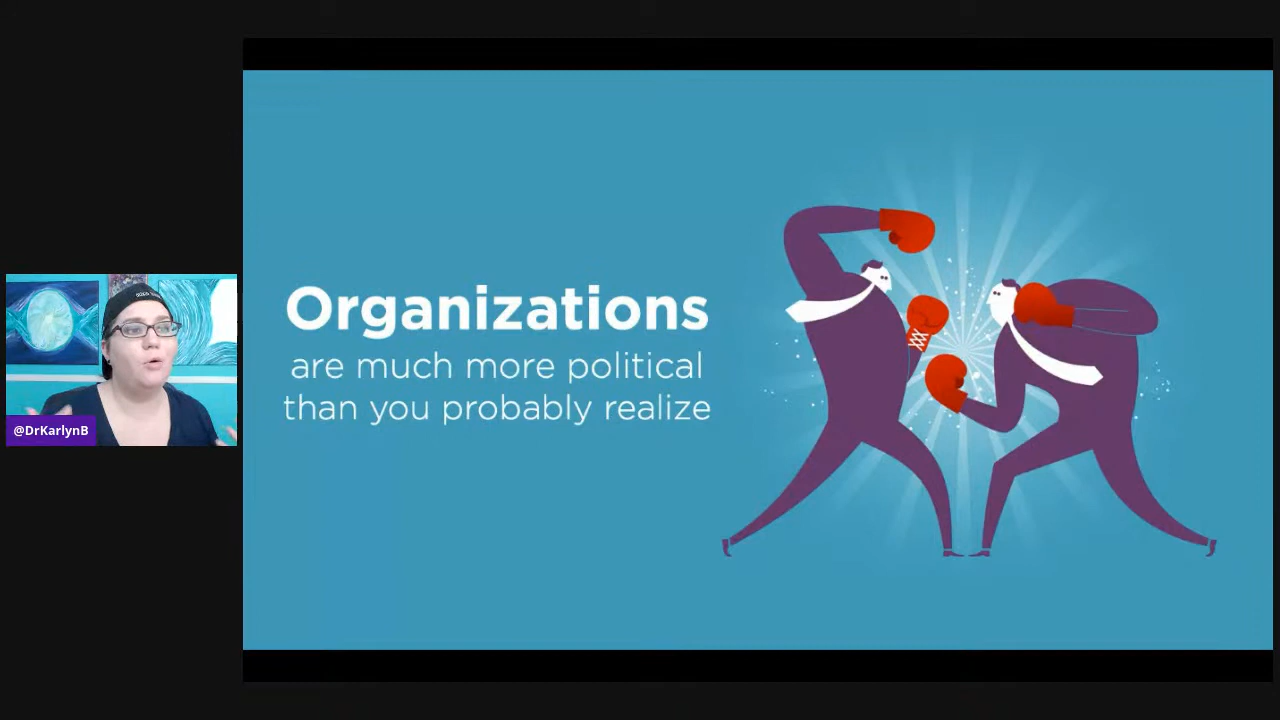 Organizations
are much more political
than you probably realize
@DrKarlynB